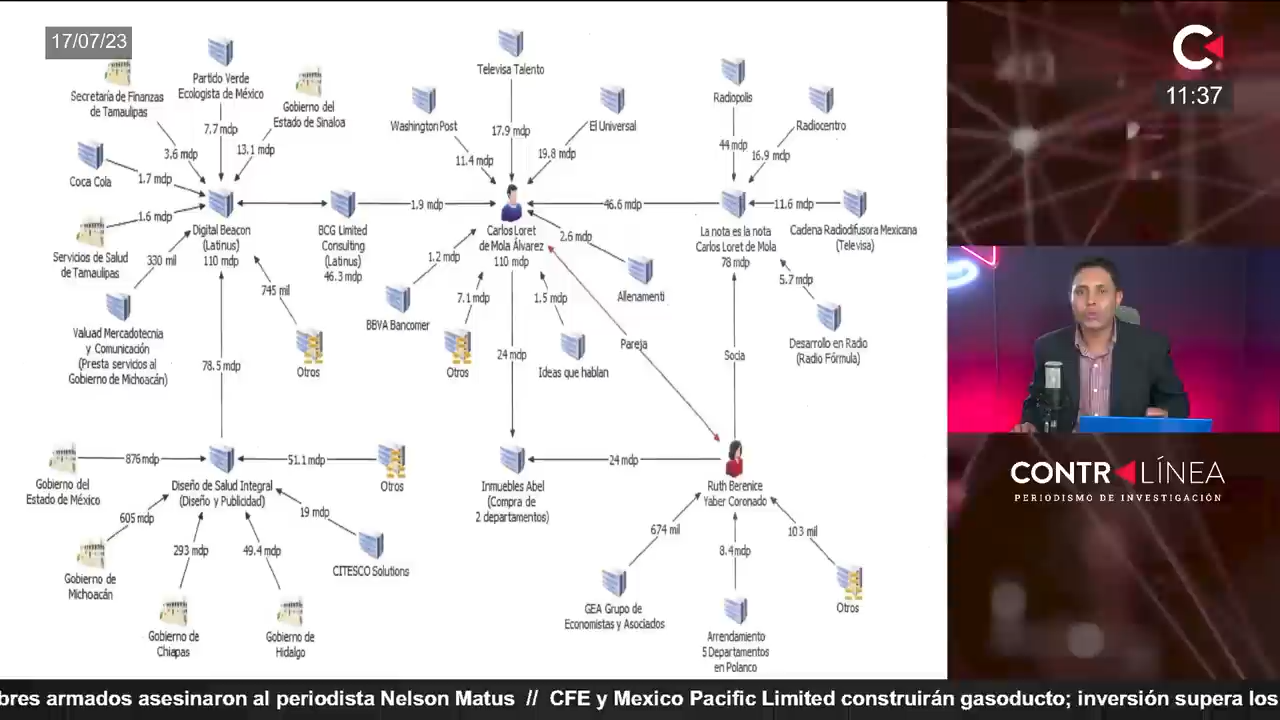 17/07/23
Secretaría de Finanzas
de Tamaulipas
Partido Verde
Ecologista de México
Gobierno del
Estado de Sinaloa
7.7 mdp
3.6 mdp
13.1 mdp
Coca Cola
1.7 mdp
1.6 mdp
Servicios de Salud
de Tamaulipas
330 mil
Digital Beacon
(Latinus)
110 mdp
Valuad Mercadotecnia
y Comunicación
(Presta servicios al
Gobierno de Michoacán)
745 mil
Otros
78.5 mdp
BCG Limited
Consulting
(Latinus)
46.3 mdp
1.9 mdp
Televisa Talento
Washington Post
El Universal
17.9 mdp
11.4 mdp
19.8 mdp
Carlos Loret
de Mola Álvarez
110 mdp
46.6 mdp
1.2 mdp
BBVA Bancomer
7.1 mdp
Otros
1.5 mdp
Ideas que hablan
2.6 mdp
Allenamenti
24 mdp
Pareja
Radiopolis
Radiocentro
44 mdp
16.9 mdp
La nota es la nota
Carlos Loret de Mola
78 mdp
11.6 mdp
Cadena Radiodifusora Mexicana
(Televisa)
5.7 mdp
Desarrollo en Radio
(Radio Fórmula)
Socia
Gobierno del
Estado de México
876 mdp
Diseño de Salud Integral
(Diseño y Publicidad)
51.1 mdp
Otros
605 mdp
Gobierno de
Michoacán
293 mdp
Gobierno de
Chiapas
49.4 mdp
Gobierno de
Hidalgo
19 mdp
CITESCO Solutions
Inmuebles Abel
(Compra de
2 departamentos)
24 mdp
Ruth Berenice
Yaber Coronado
674 mil
GEA Grupo de
Economistas y Asociados
8.4 mdp
Arrendamiento
5 Departamentos
en Polanco
103 mil
Otros
11:37
CONTRLÍNEA
PERIODISMO DE INVESTIGACIÓN
bres armados asesinaron al periodista Nelson Matus // CFE y Mexico Pacific Limited construirán gasoducto; inversión supera los